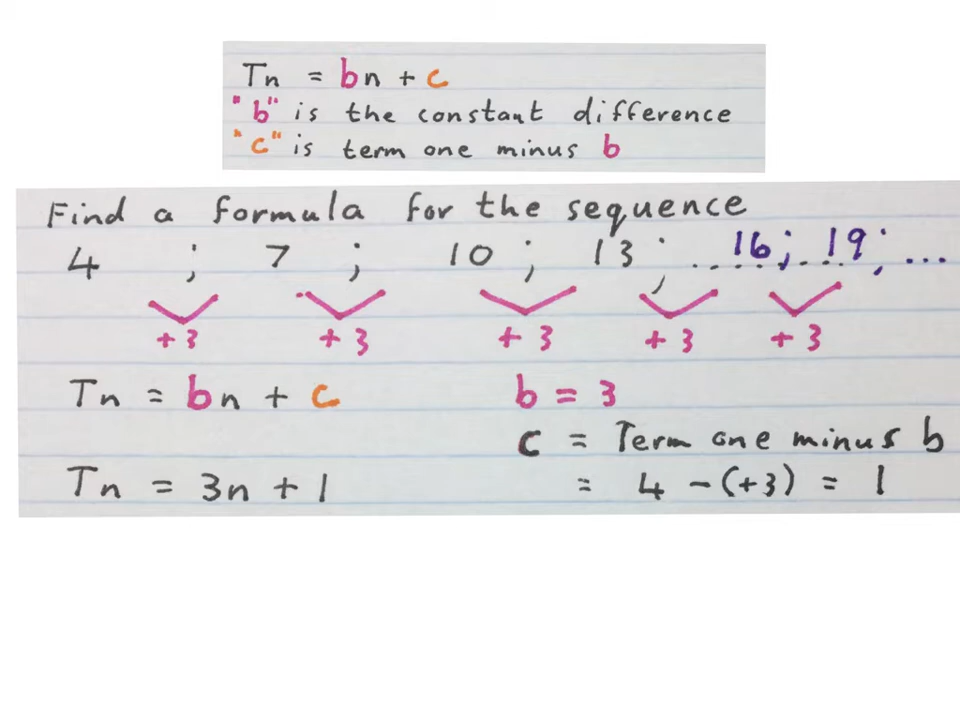 Tn = bn + c
"b" is the constant difference
"c" is term one minus b
Find a formula for the sequence
4 ; 7 ; 10 ; 13 ; 16; 19; ...
+3 +3 +3 +3 +3
Tn = bn + c b = 3
c = Term one minus b
Tn = 3n + 1 = 4 - (+3) = 1